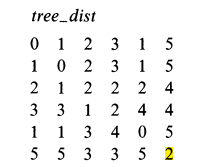 tree_dist
0 1 2 3 1 5
1 0 2 3 1 5
2 1 2 2 2 4
3 3 1 2 4 4
1 1 3 4 0 5
5 5 3 3 5 2